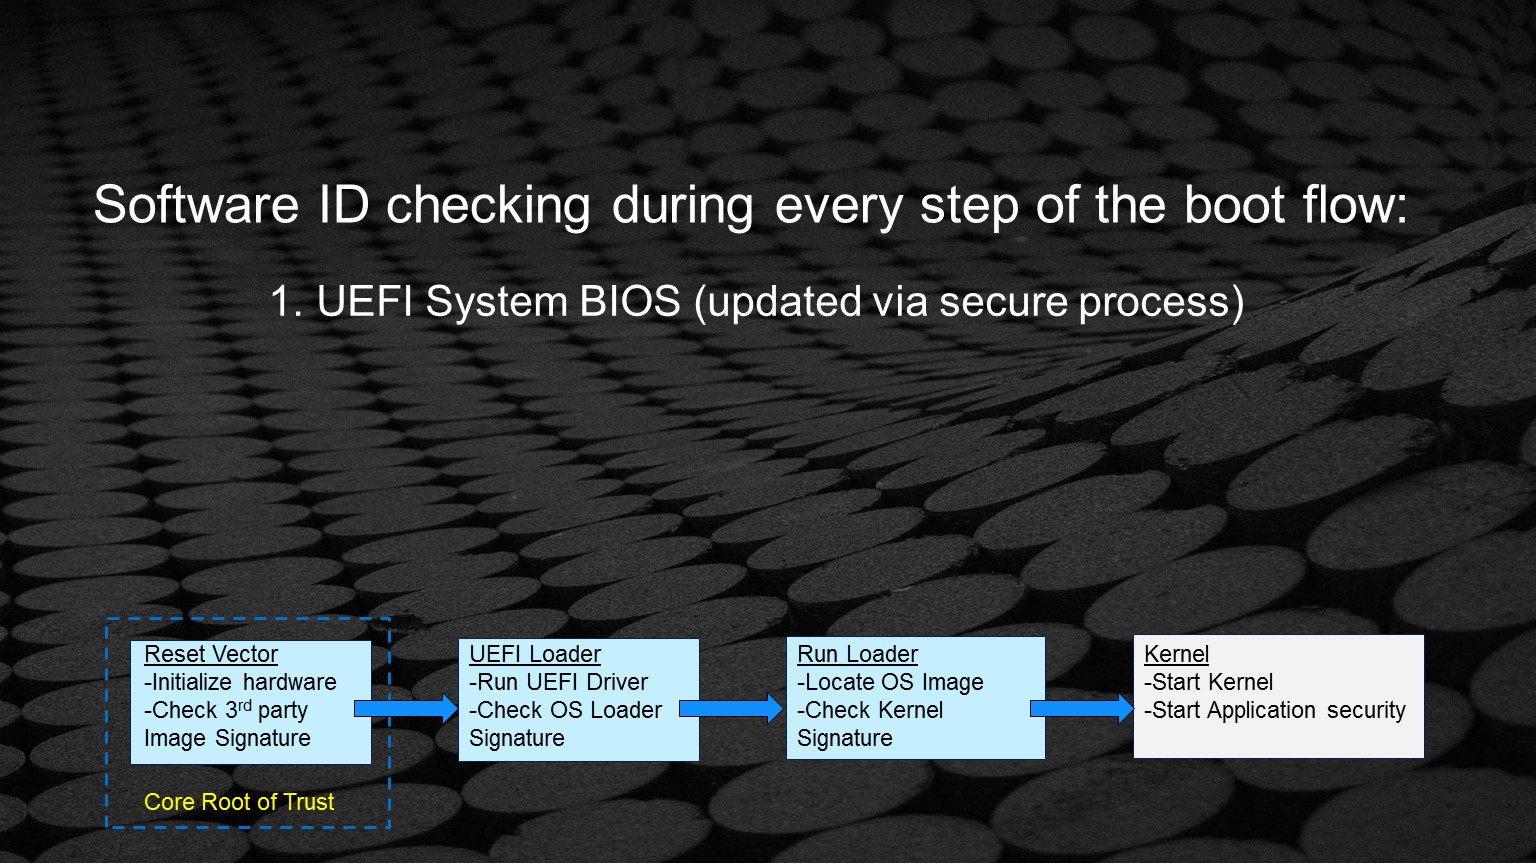 Software ID checking during every step of the boot flow:
1. UEFI System BIOS (updated via secure process)
Reset Vector
-Initialize hardware
-Check 3rd party
Image Signature
Core Root of Trust
UEFI Loader
-Run UEFI Driver
-Check OS Loader
Signature
Run Loader
-Locate OS Image
-Check Kernel
Signature
Kernel
-Start Kernel
-Start Application security